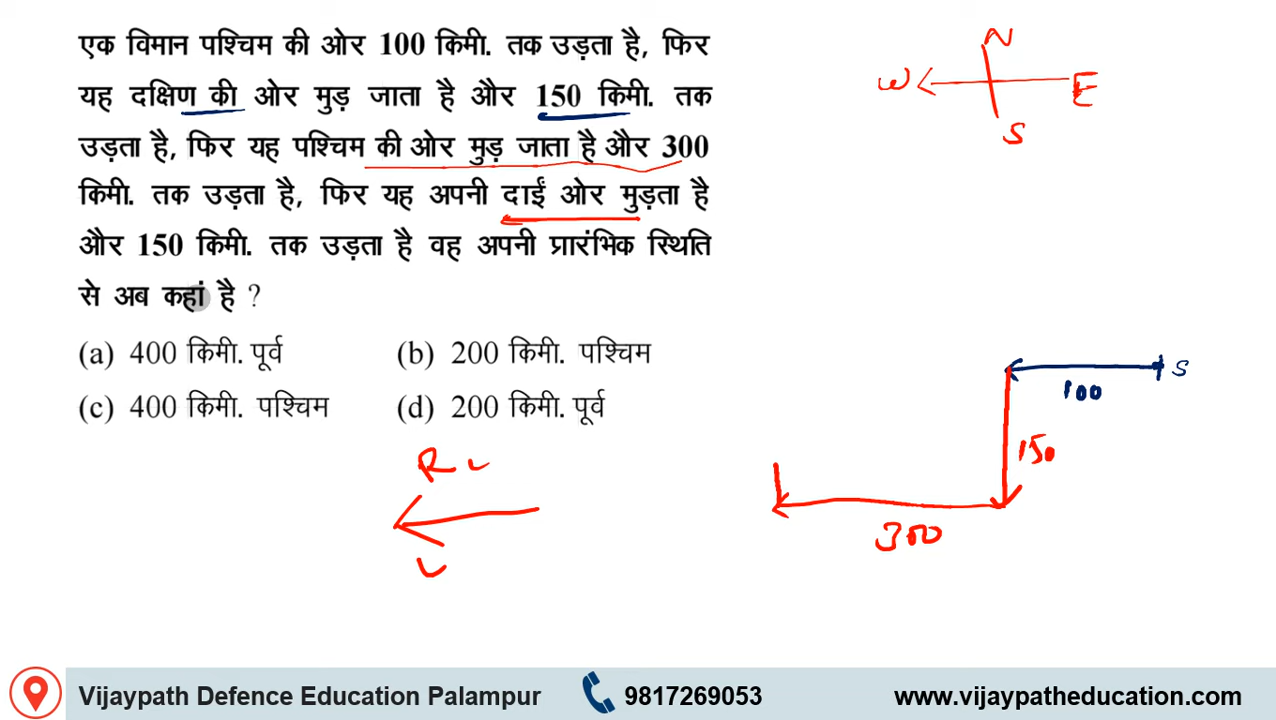 एक विमान पश्चिम की ओर 100 किमी. तक उड़ता है, फिर
यह दक्षिण की ओर मुड़ जाता है और 150 किमी. तक
उड़ता है, फिर यह पश्चिम की ओर मुड़ जाता है और 300
किमी. तक उड़ता है, फिर यह अपनी दाईं ओर मुड़ता है
और 150 किमी. तक उड़ता है वह अपनी प्रारंभिक स्थिति
से अब कहां है ?
(a) 400 किमी. पूर्व (b) 200 किमी. पश्चिम
(c) 400 किमी. पश्चिम (d) 200 किमी. पूर्व
N
W E
S
S
100
150
300
R
L
Vijaypath Defence Education Palampur 9817269053 www.vijaypatheducation.com